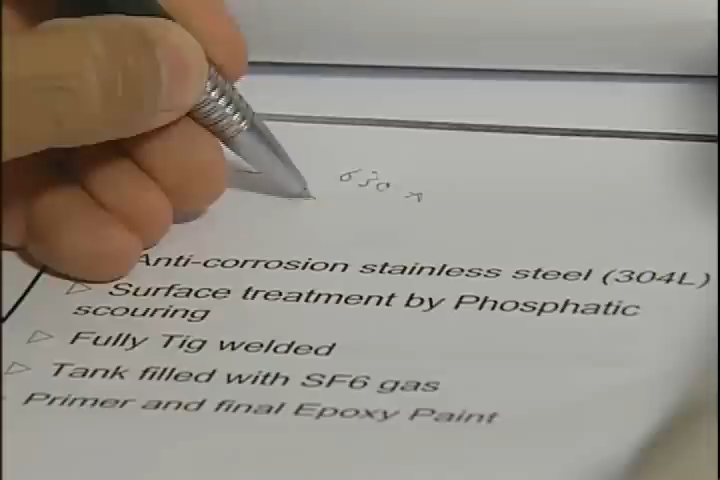 630 A
Anti-corrosion stainless steel (304L)
▷ Surface treatment by Phosphatic
scouring
▷ Fully Tig welded
▷ Tank filled with SF6 gas
Primer and final Epoxy Paint